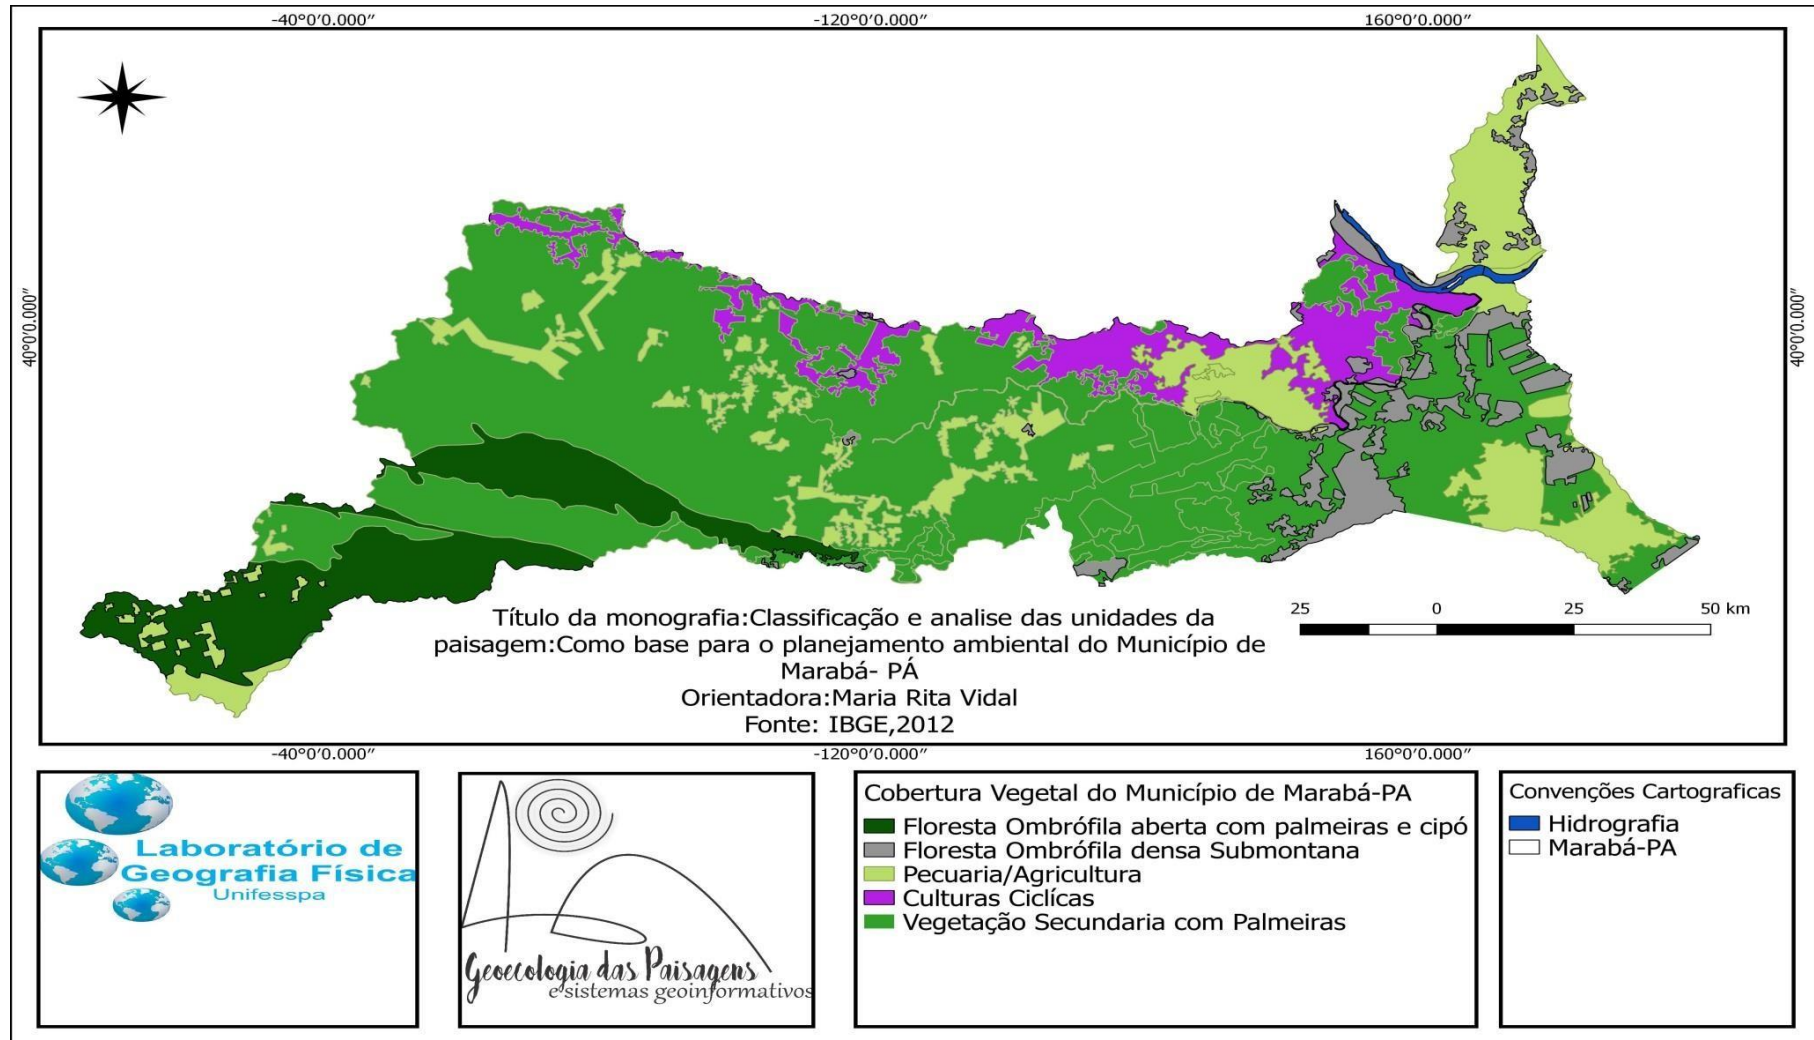 -40°0′0.000″ -120°0′0.000″ 160°0′0.000″
40°0′0.000″
40°0′0.000″
Título da monografia:Classificação e analise das unidades da
paisagem:Como base para o planejamento ambiental do Município de
Marabá- PÁ
Orientadora:Maria Rita Vidal
Fonte: IBGE,2012
25 0 25 50 km
-40°0′0.000″ -120°0′0.000″ 160°0′0.000″
Laboratório de
Geografia Física
Unifesspa
Geoecologia das Paisagens
e sistemas geoinformativos
Cobertura Vegetal do Município de Marabá-PA
Floresta Ombrófila aberta com palmeiras e cipó
Floresta Ombrófila densa Submontana
Pecuaria/Agricultura
Culturas Ciclícas
Vegetação Secundaria com Palmeiras
Convenções Cartograficas
Hidrografia
Marabá-PA